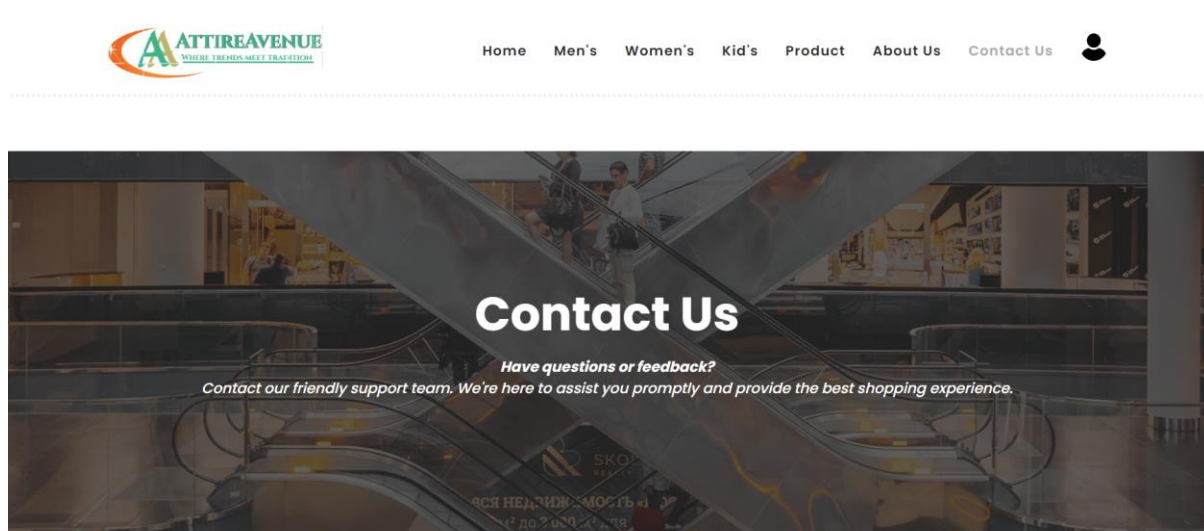 ATTIREAVENUE
WHERE TRENDS MEET TRADITION
Home Men's Women's Kid's Product About Us Contact Us
Contact Us
Have questions or feedback?
Contact our friendly support team. We're here to assist you promptly and provide the best shopping experience.